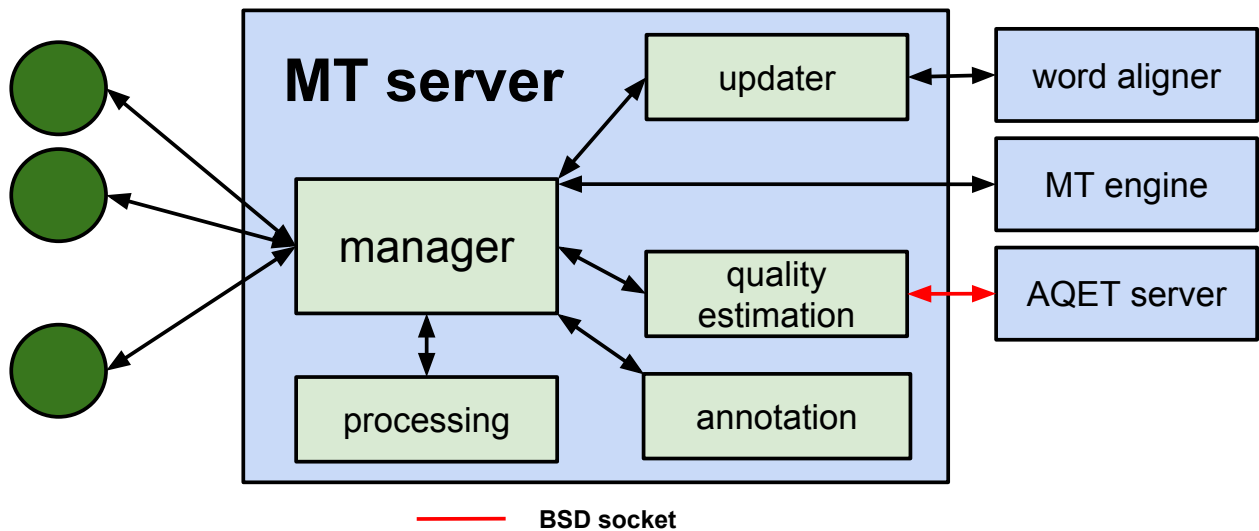 MT server
updater
word aligner
MT engine
manager
quality
estimation
AQET server
processing
annotation
BSD socket